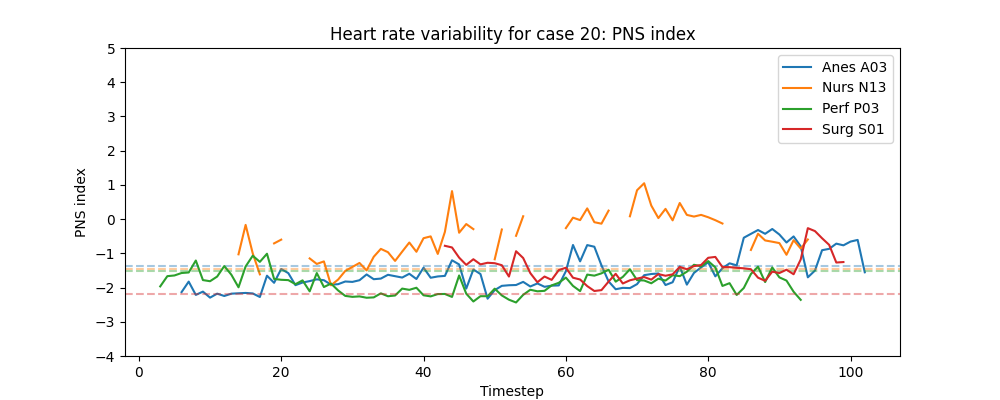 Heart rate variability for case 20: PNS index
PNS index
5
4
3
2
1
0
−1
−2
−3
−4
0
20
40
60
80
100
Timestep
Anes A03
Nurs N13
Perf P03
Surg S01